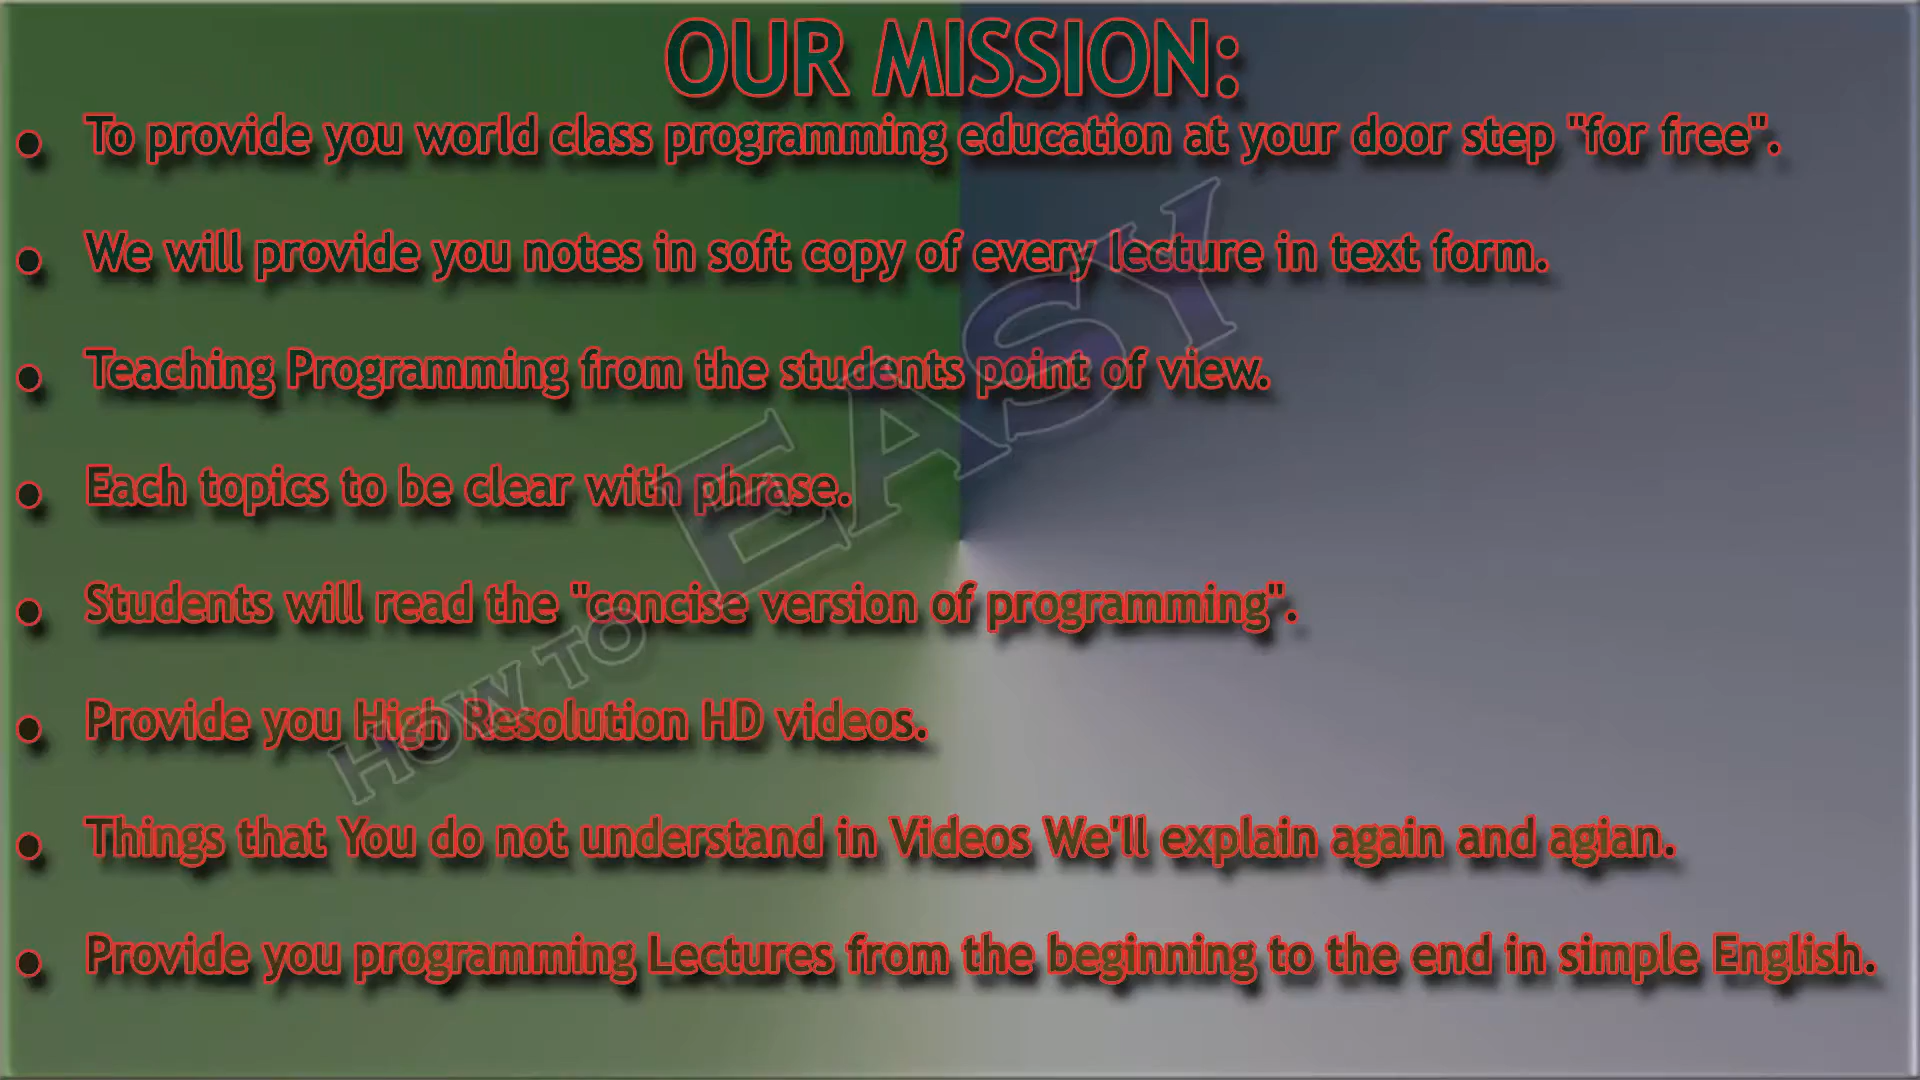 OUR MISSION:
• To provide you world class programming education at your door step "for free".
• We will provide you notes in soft copy of every lecture in text form.
• Teaching Programming from the students point of view.
• Each topics to be clear with phrase.
• Students will read the "concise version of programming".
• Provide you High Resolution HD videos.
• Things that You do not understand in Videos We'll explain again and agian.
• Provide you programming Lectures from the beginning to the end in simple English.
HOW TO EASY